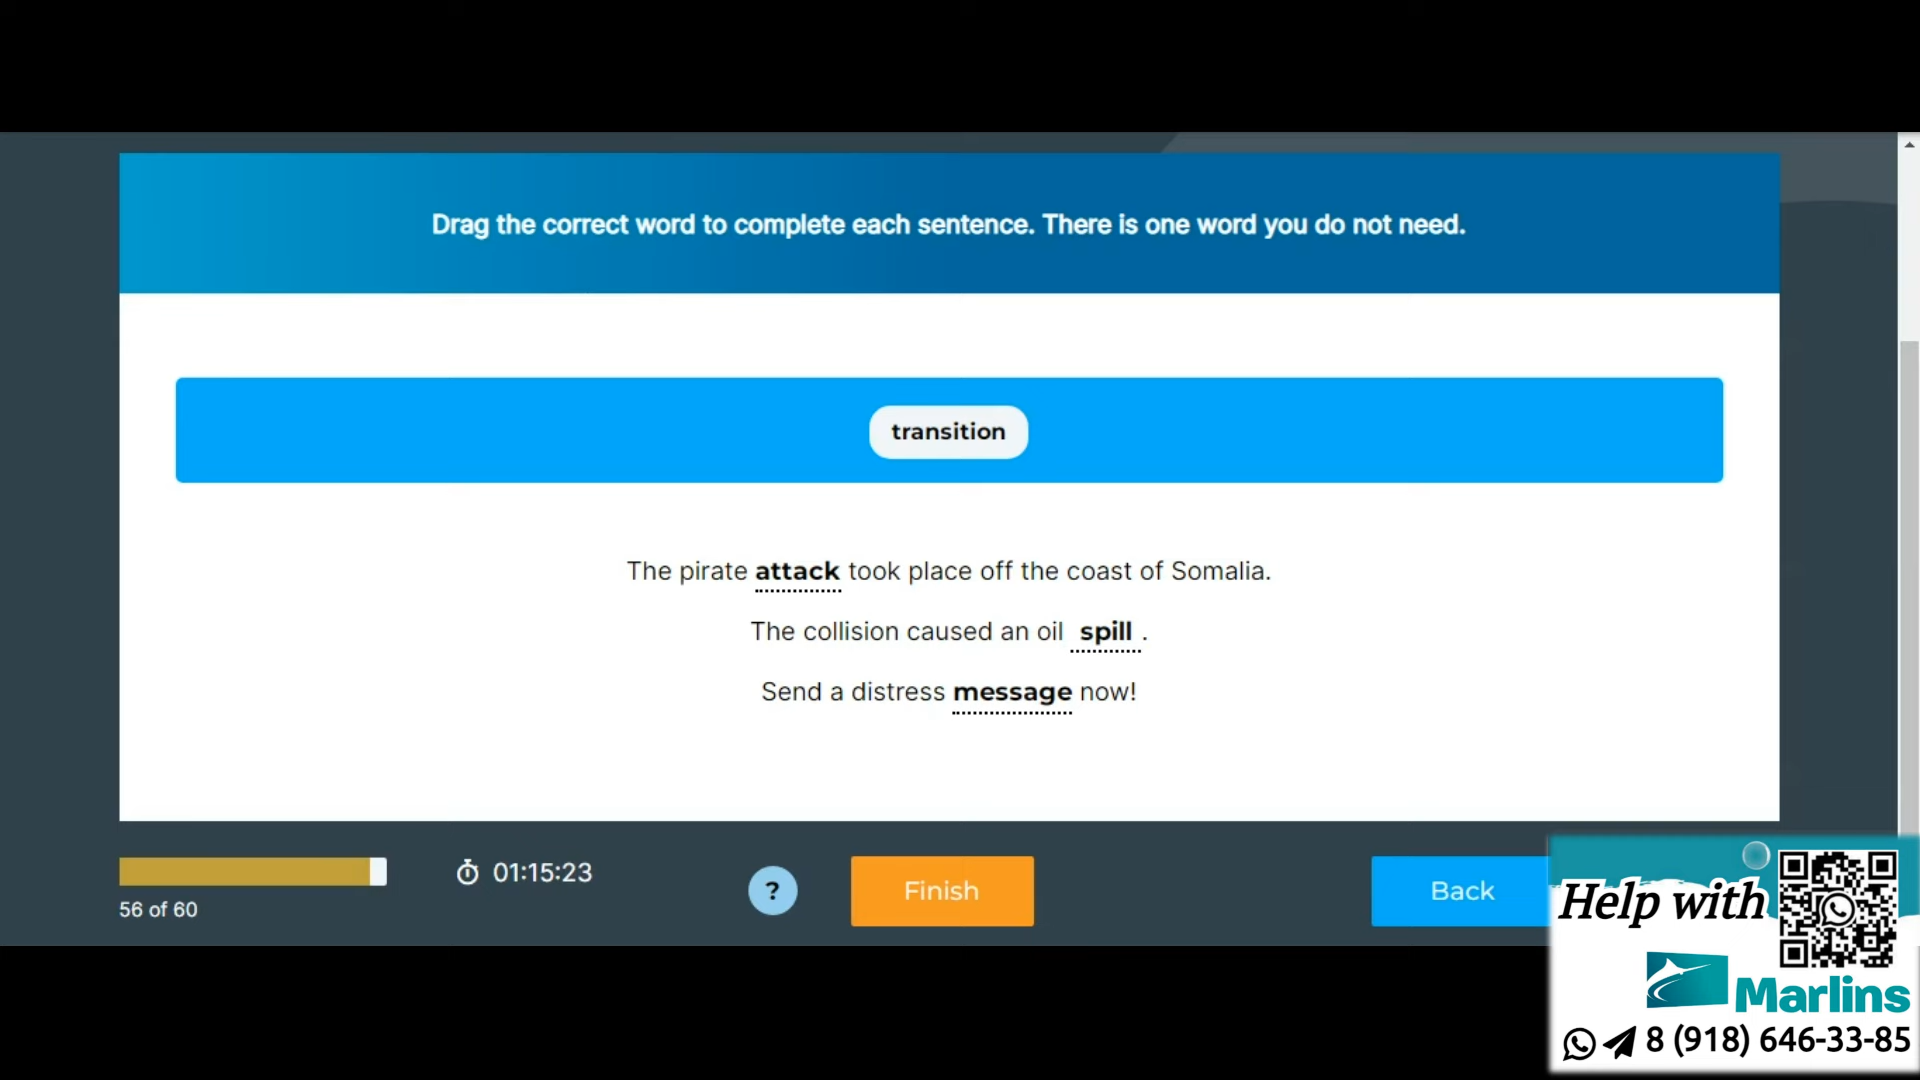 Drag the correct word to complete each sentence. There is one word you do not need.
transition
The pirate attack took place off the coast of Somalia.
The collision caused an oil spill .
Send a distress message now!
01:15:23
56 of 60
?
Finish
Back
Help with
Marlins
8 (918) 646-33-85